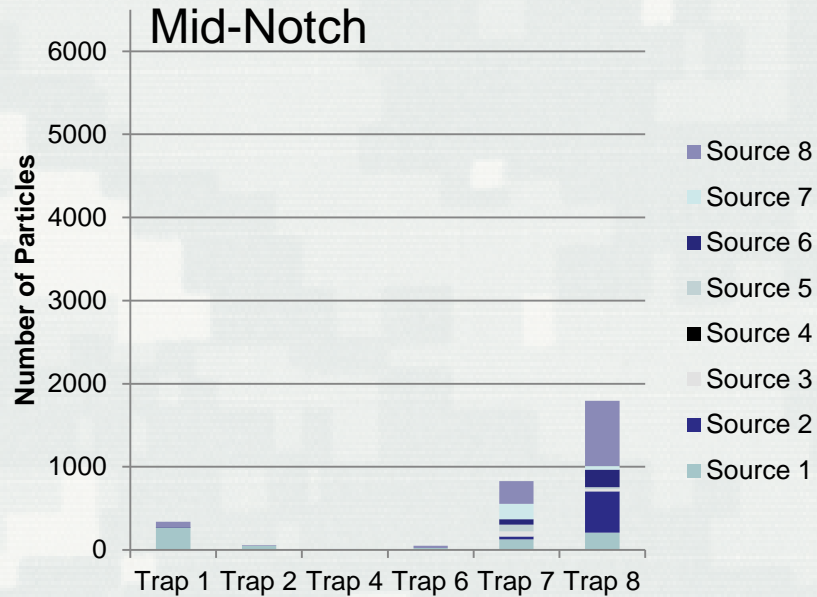 Mid-Notch
Number of Particles
6000
5000
4000
3000
2000
1000
0
Trap 1 Trap 2 Trap 4 Trap 6 Trap 7 Trap 8
Source 8
Source 7
Source 6
Source 5
Source 4
Source 3
Source 2
Source 1